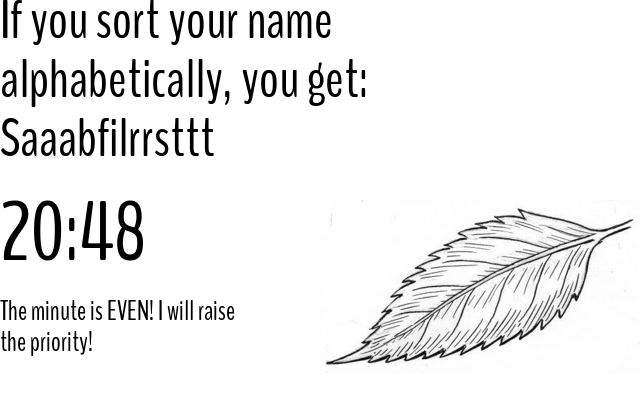 If you sort your name
alphabetically, you get:
Saaabfilrrsttt
20:48
The minute is EVEN! I will raise
the priority!